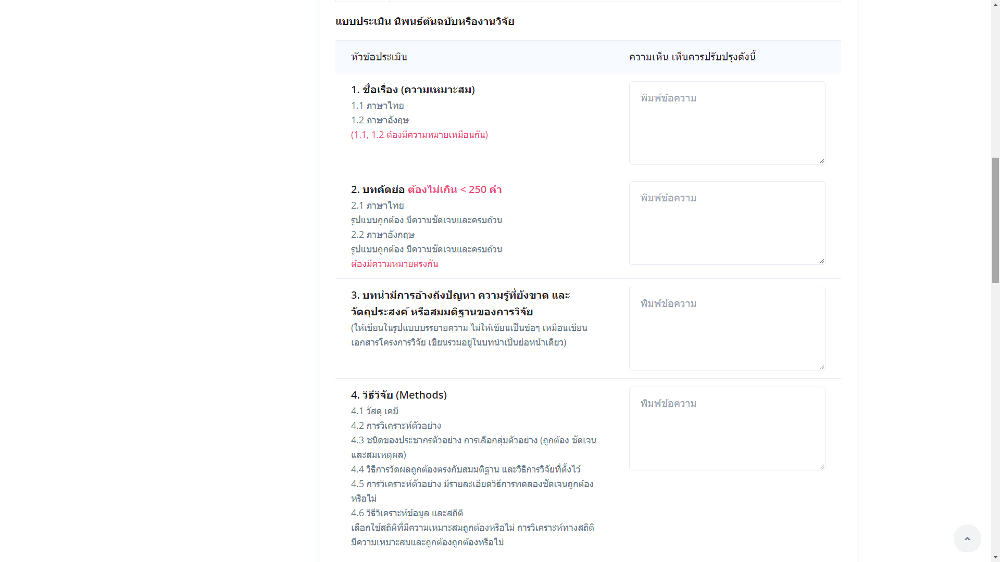 แบบประเมิน นิพนธ์ต้นฉบับหรืองานวิจัย
หัวข้อประเมิน
ความเห็น เห็นควรปรับปรุงดังนี้
1. ชื่อเรื่อง (ความเหมาะสม)
1.1 ภาษาไทย
1.2 ภาษาอังฤษ
(1.1, 1.2 ต้องมีความหมายเหมือนกัน)
พิมพ์ข้อความ
2. บทคัดย่อ ต้องไม่เกิน < 250 คำ
2.1 ภาษาไทย
รูปแบบถูกต้อง มีความชัดเจนและครบถ้วน
2.2 ภาษาอังกฤษ
รูปแบบถูกต้อง มีความชัดเจนและครบถ้วน
ต้องมีความหมายตรงกัน
พิมพ์ข้อความ
3. บทนำมีการอ้างถึงปัญหา ความรู้ที่ยังขาด และ
วัตถุประสงค์ หรือสมมติฐานของการวิจัย
(ให้เขียนในรูปแบบบรรยายความ ไม่ให้เขียนเป็นข้อๆ เหมือนเขียน
เอกสารโครงการวิจัย เขียนรวมอยู่ในบทนำเป็นย่อหน้าเดียว)
พิมพ์ข้อความ
4. วิธีวิจัย (Methods)
4.1 วัสดุ เคมี
4.2 การวิเคราะห์ตัวอย่าง
4.3 ชนิดของประชากรตัวอย่าง การเลือกสุ่มตัวอย่าง (ถูกต้อง ชัดเจน
และสมเหตุผล)
4.4 วิธีการวัดผลถูกต้องตรงกับสมมติฐาน และวิธีการวิจัยที่ตั้งไว้
4.5 การวิเคราะห์ตัวอย่าง มีรายละเอียดวิธีการทดลองชัดเจนถูกต้อง
หรือไม่
4.6 วิธีวิเคราะห์ข้อมูล และสถิติ
เลือกใช้สถิติที่มีความเหมาะสมถูกต้องหรือไม่ การวิเคราะห์ทางสถิติ
มีความเหมาะสมและถูกต้องถูกต้องหรือไม่
พิมพ์ข้อความ